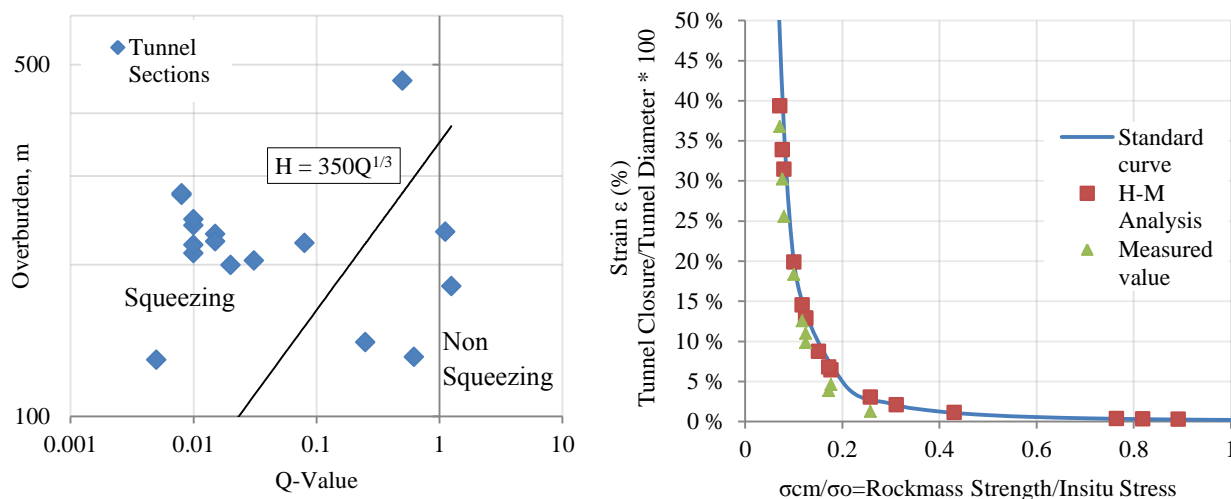 Tunnel
Sections
500
Overburden, m
H = 350Q^1/3
Squeezing
Non
Squeezing
100
0.001
0.01
0.1
1
10
Q-Value
50 %
45 %
40 %
35 %
30 %
25 %
20 %
15 %
10 %
5 %
0 %
Strain ε (%)
Tunnel Closure/Tunnel Diameter * 100
Standard
curve
H-M
Analysis
Measured
value
0
0.2
0.4
0.6
0.8
1
σcm/σo=Rockmass Strength/Insitu Stress